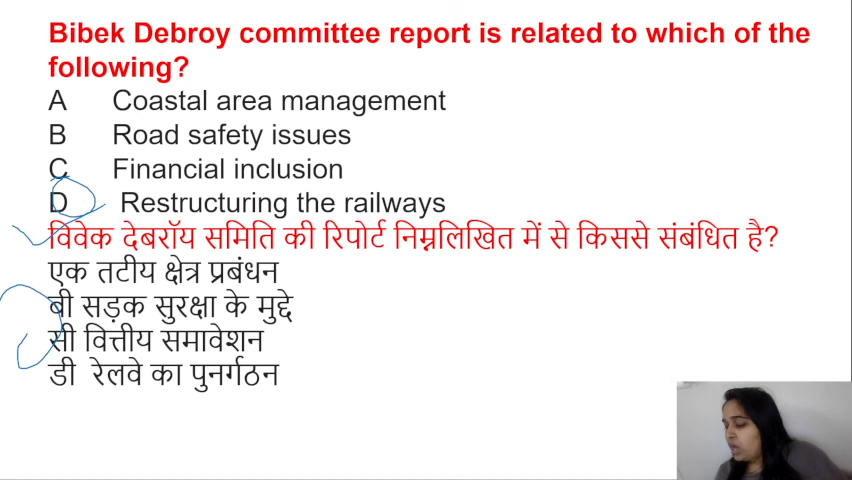 Bibek Debroy committee report is related to which of the
following?
A Coastal area management
B Road safety issues
C Financial inclusion
D Restructuring the railways
विवेक देबरॉय समिति की रिपोर्ट निम्नलिखित में से किससे संबंधित है?
एक तटीय क्षेत्र प्रबंधन
बी सड़क सुरक्षा के मुद्दे
सी वित्तीय समावेशन
डी रेलवे का पुनर्गठन